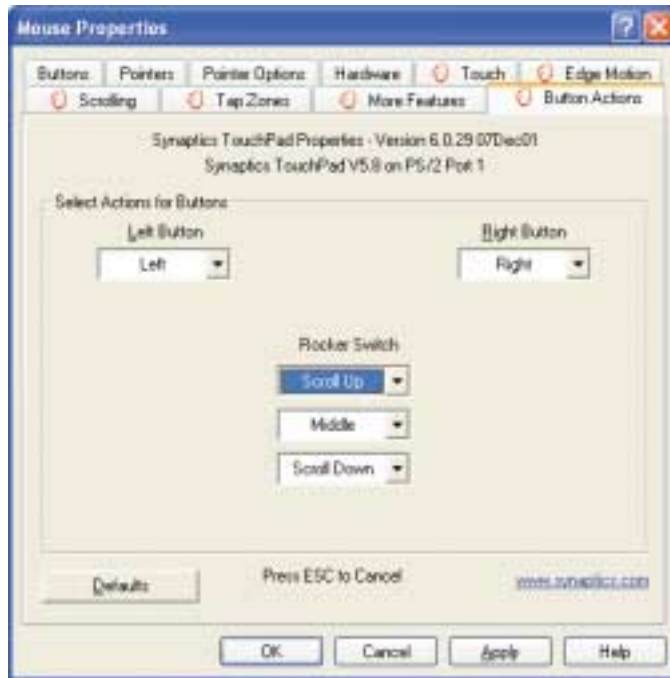 Mouse Properties
Buttons Pointers Pointer Options Hardware Touch Edge Motion
Scrolling Tap Zones More Features Button Actions
Synaptics TouchPad Properties - Version 6.0.29 07Dec01
Synaptics TouchPad V5.8 on PS/2 Port 1
Select Actions for Buttons
Left Button Right Button
Left Right
Rocker Switch
Scroll Up
Middle
Scroll Down
Defaults Press ESC to Cancel www.synaptics.com
OK Cancel Apply Help